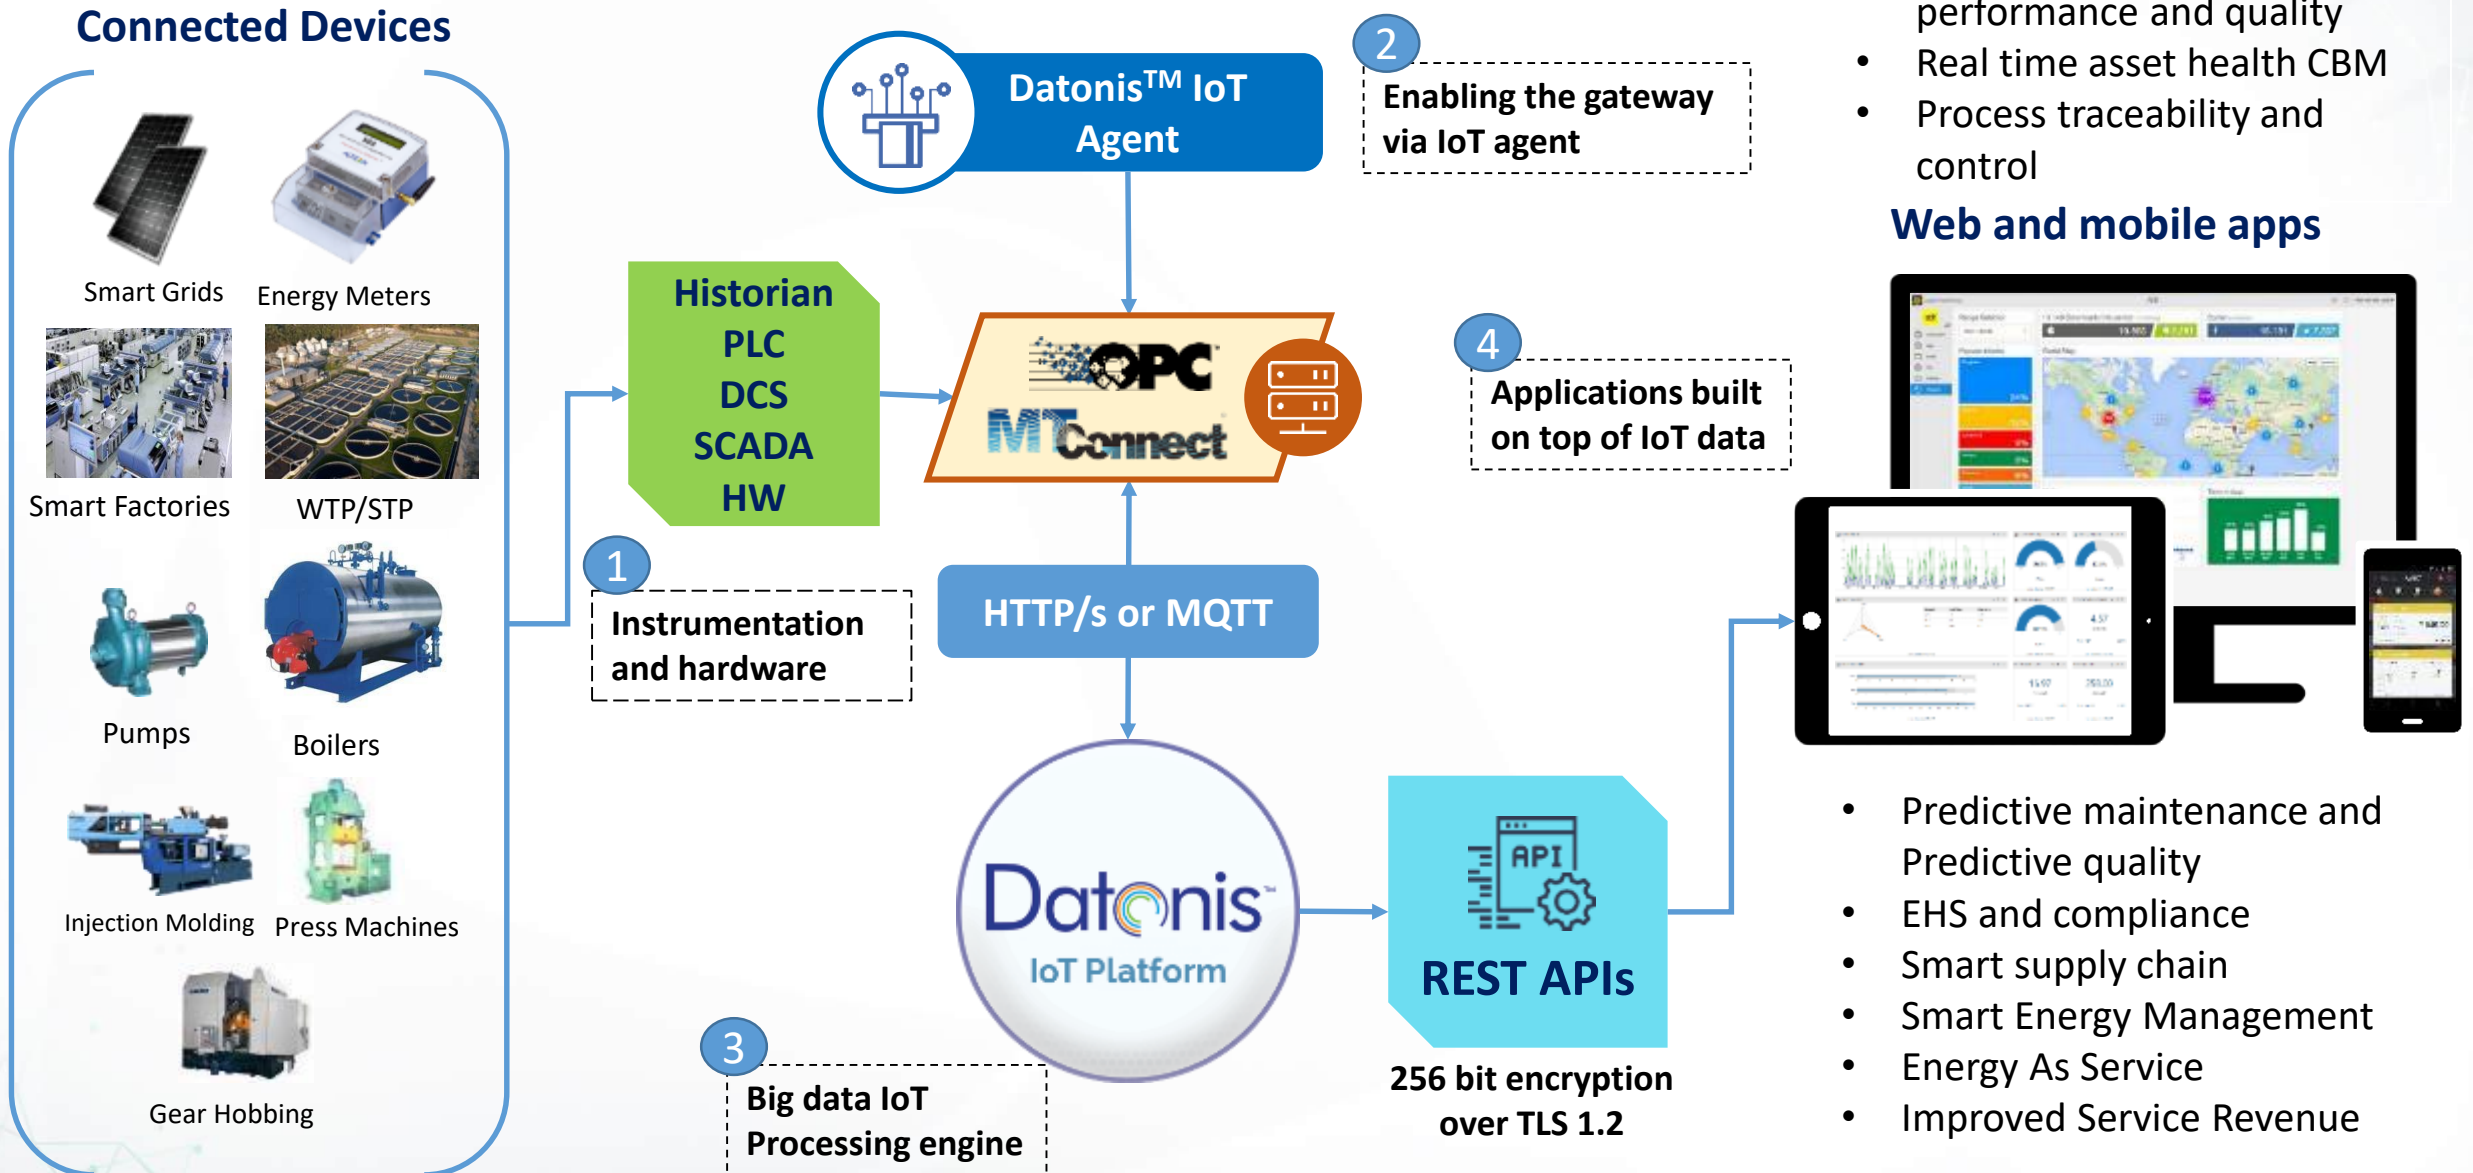 Connected Devices
Smart Grids
Energy Meters
Smart Factories
WTP/STP
Pumps
Boilers
Injection Molding
Press Machines
Gear Hobbing
Historian
PLC
DCS
SCADA
HW
1
Instrumentation
and hardware
Datonis™ IoT
Agent
2
Enabling the gateway
via IoT agent
OPC
MTConnect
HTTP/s or MQTT
Datonis™
IoT Platform
3
Big data IoT
Processing engine
API
REST APIs
256 bit encryption
over TLS 1.2
4
Applications built
on top of IoT data
performance and quality
• Real time asset health CBM
• Process traceability and
control
Web and mobile apps
• Predictive maintenance and
Predictive quality
• EHS and compliance
• Smart supply chain
• Smart Energy Management
• Energy As Service
• Improved Service Revenue